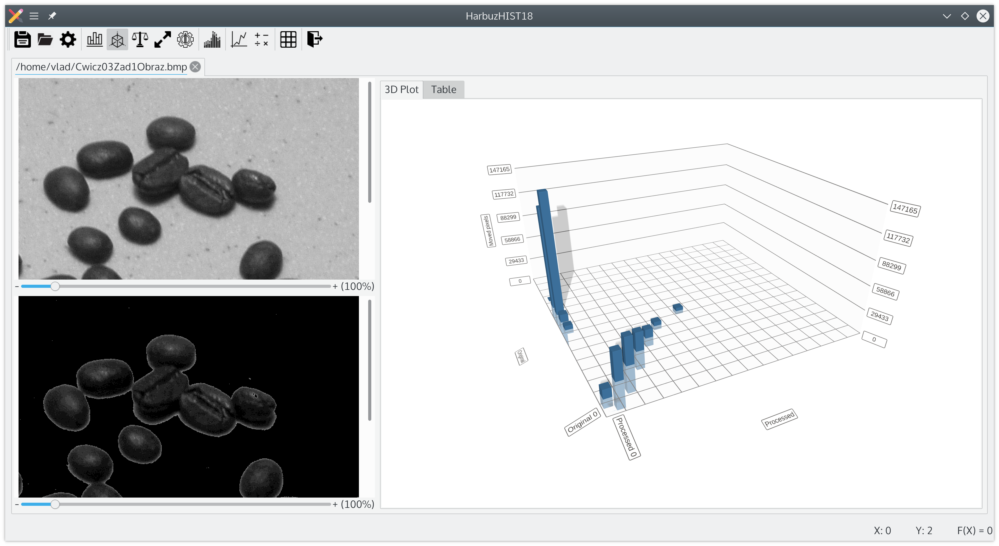 HarbuzHIST18
/home/vlad/Cwicz03Zad1Obraz.bmp
- + (100%)
- + (100%)
3D Plot Table
147165
117732
88299
58866
29433
0
Moved pixels
147165
117732
88299
58866
29433
0
Original
Original 0
Processed 0
Processed
X: 0 Y: 2 F(X) = 0